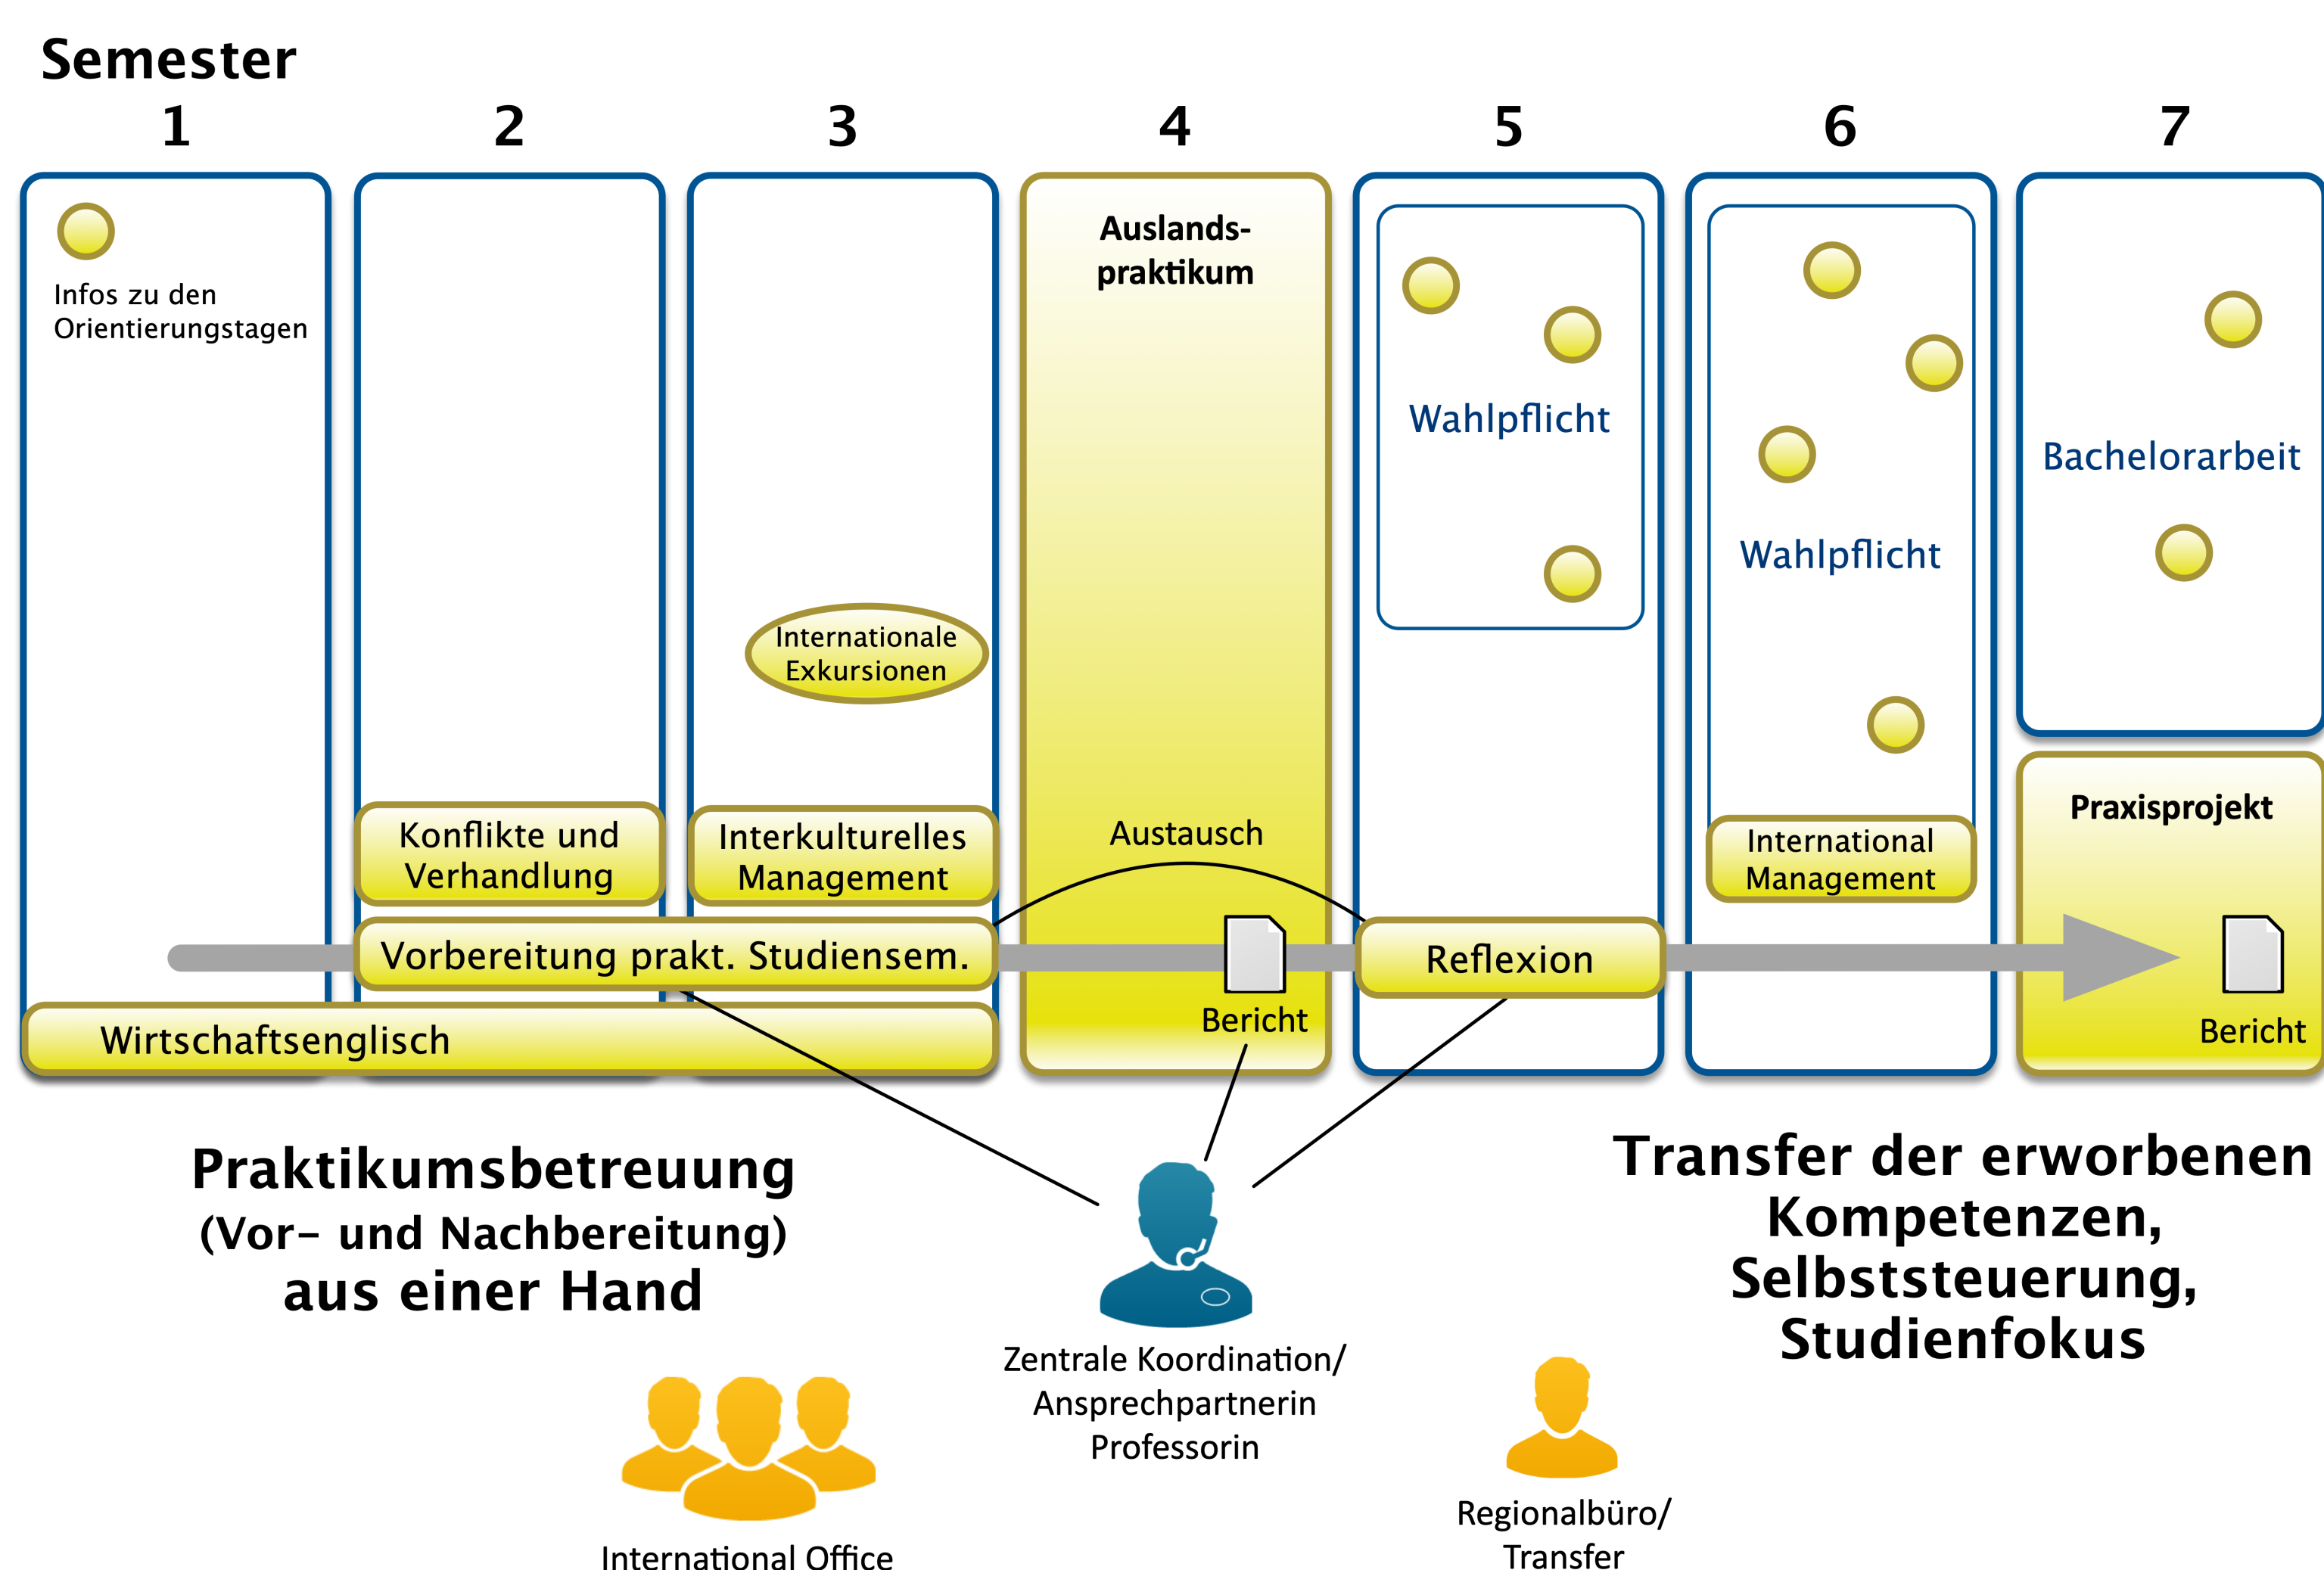 Semester
1
2
3
4
5
6
7
Infos zu den
Orientierungstagen
Internationale
Exkursionen
Konflikte und
Verhandlung
Interkulturelles
Management
Vorbereitung prakt. Studiensem.
Wirtschaftsenglisch
Auslands-
praktikum
Austausch
Bericht
Wahlpflicht
Reflexion
Wahlpflicht
International
Management
Bachelorarbeit
Praxisprojekt
Bericht
Praktikumsbetreuung
(Vor- und Nachbereitung)
aus einer Hand
Transfer der erworbenen
Kompetenzen,
Selbststeuerung,
Studienfokus
Zentrale Koordination/
Ansprechpartnerin
Professorin
International Office
Regionalbüro/
Transfer